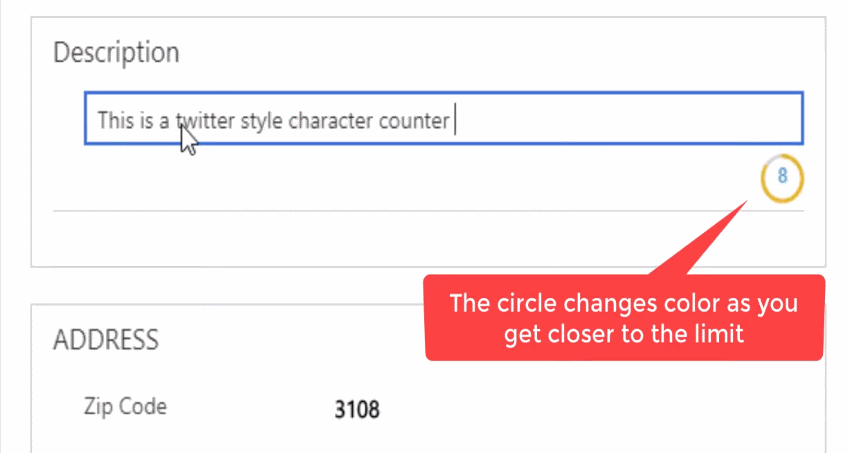 Description
This is a twitter style character counter
8
The circle changes color as you
get closer to the limit
ADDRESS
Zip Code 3108